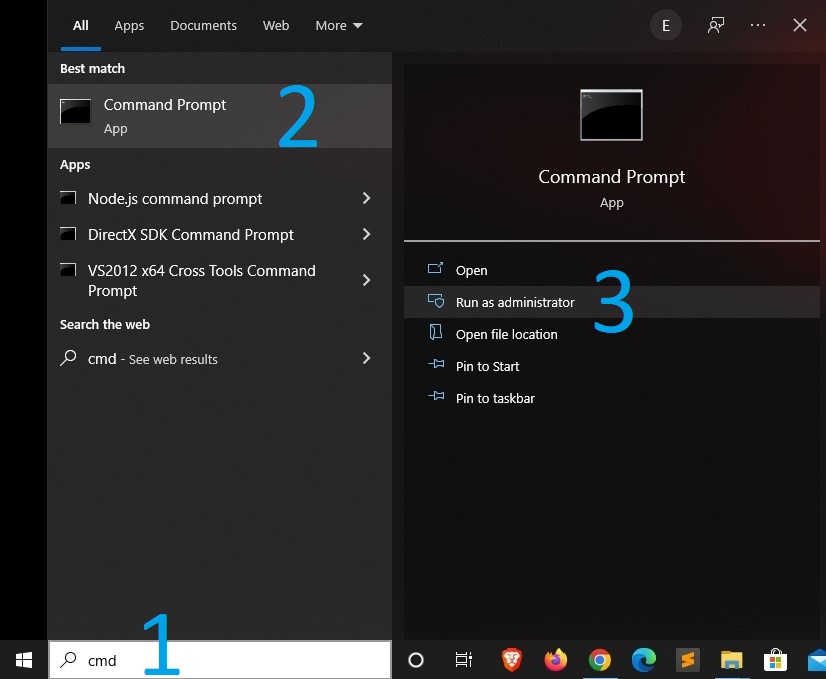 All Apps Documents Web More E
Best match
Command Prompt
App
2
Apps
Node.js command prompt
DirectX SDK Command Prompt
VS2012 x64 Cross Tools Command
Prompt
Search the web
cmd - See web results
Command Prompt
App
Open
Run as administrator
3
Open file location
Pin to Start
Pin to taskbar
1
cmd